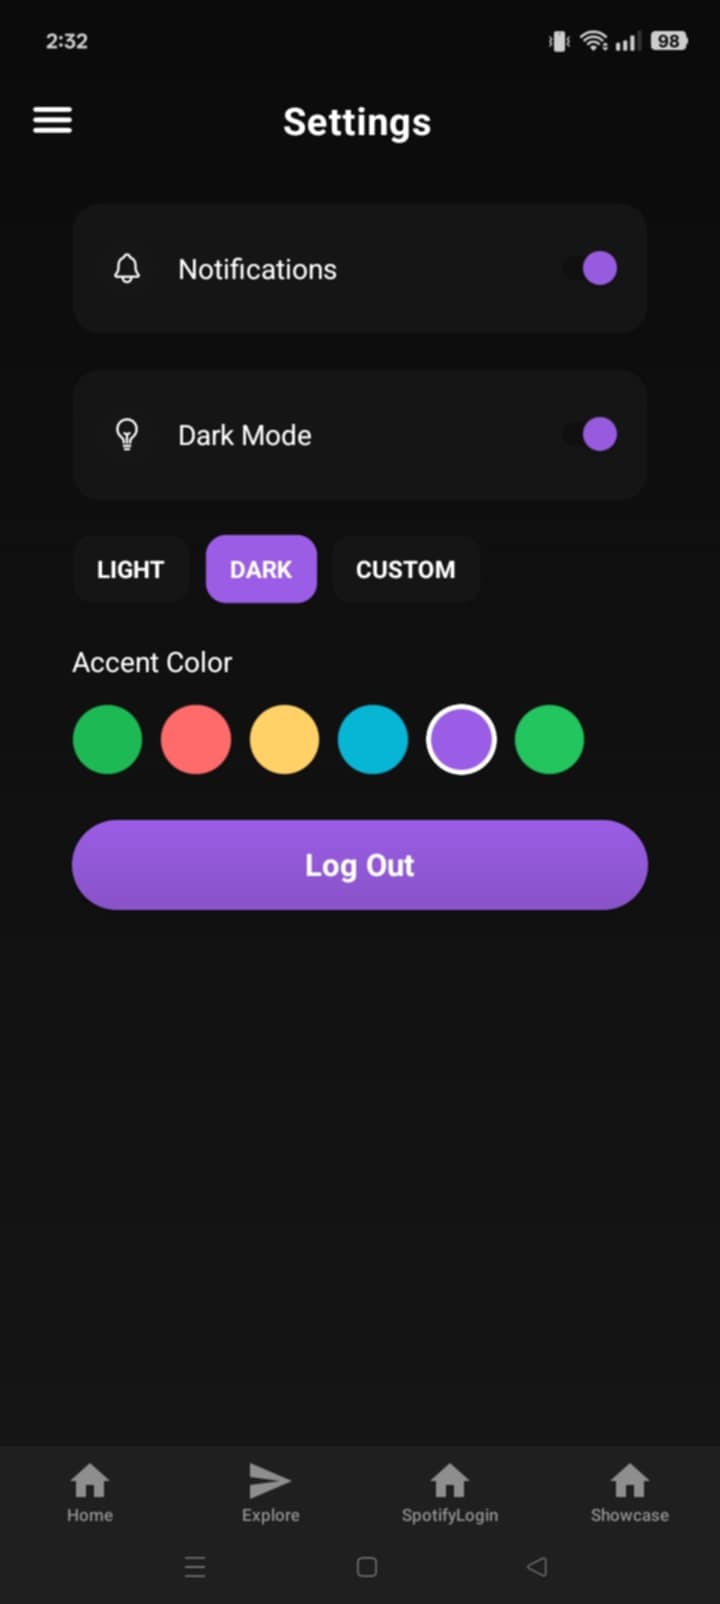 2:32
98
Settings
Notifications
Dark Mode
LIGHT DARK CUSTOM
Accent Color
Log Out
Home Explore SpotifyLogin Showcase